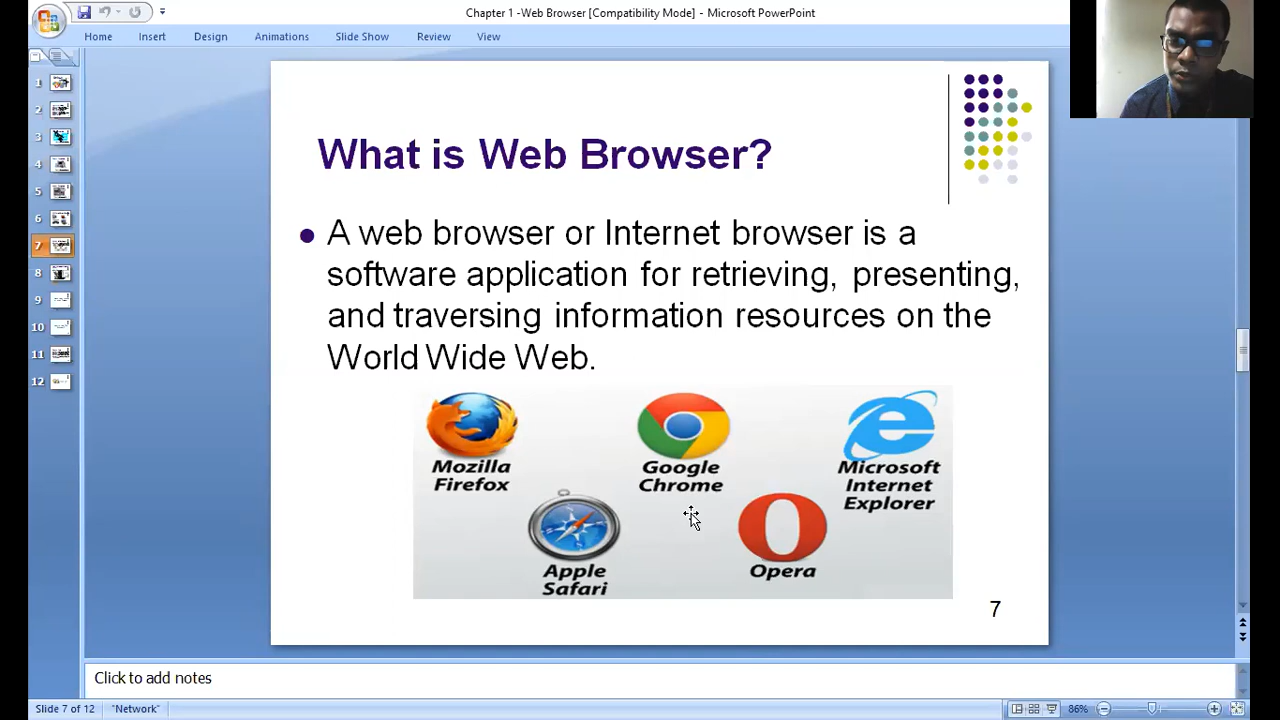 Chapter 1 -Web Browser [Compatibility Mode] - Microsoft PowerPoint
Home Insert Design Animations Slide Show Review View
1
2
3
4
5
6
7
8
9
10
11
12
What is Web Browser?
A web browser or Internet browser is a
software application for retrieving, presenting,
and traversing information resources on the
World Wide Web.
Mozilla
Firefox
Google
Chrome
Microsoft
Internet
Explorer
Apple
Safari
Opera
7
Click to add notes
Slide 7 of 12 "Network" 86%